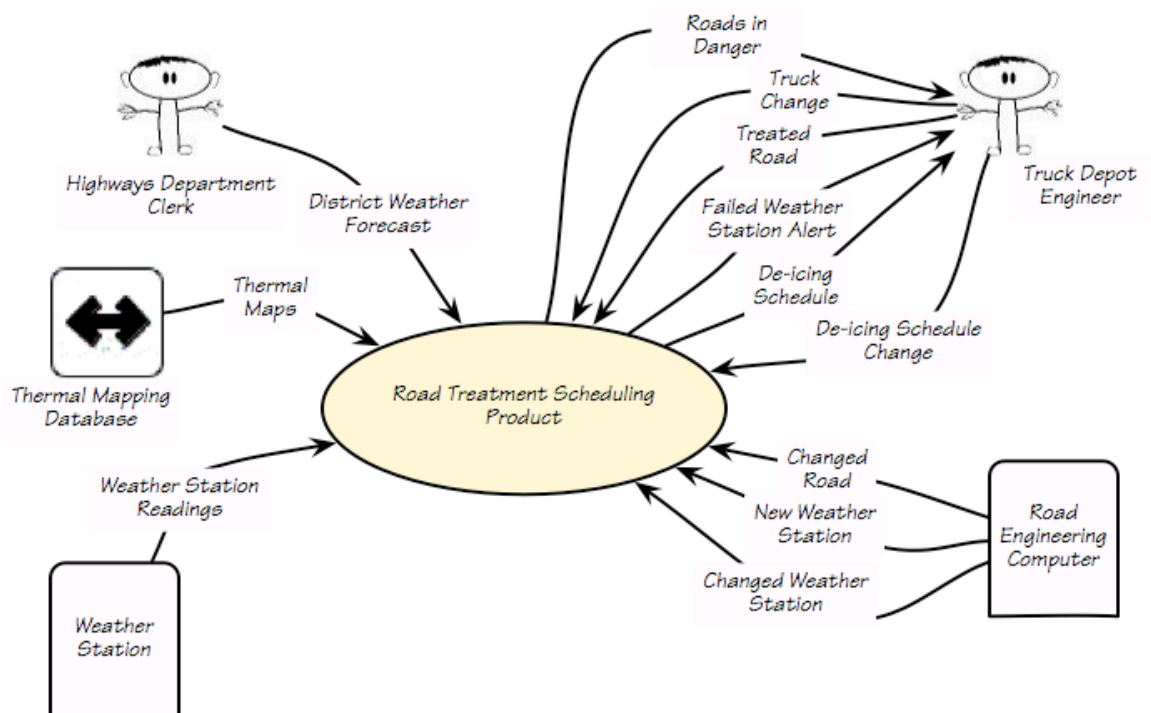 Roads in
Danger
Truck
Change
Treated
Road
Highways Department
Clerk
Truck Depot
Engineer
District Weather
Forecast
Failed Weather
Station Alert
Thermal
Maps
De-icing
Schedule
De-icing Schedule
Change
Thermal Mapping
Database
Road Treatment Scheduling
Product
Weather Station
Readings
Changed
Road
New Weather
Station
Road
Engineering
Computer
Changed Weather
Station
Weather
Station